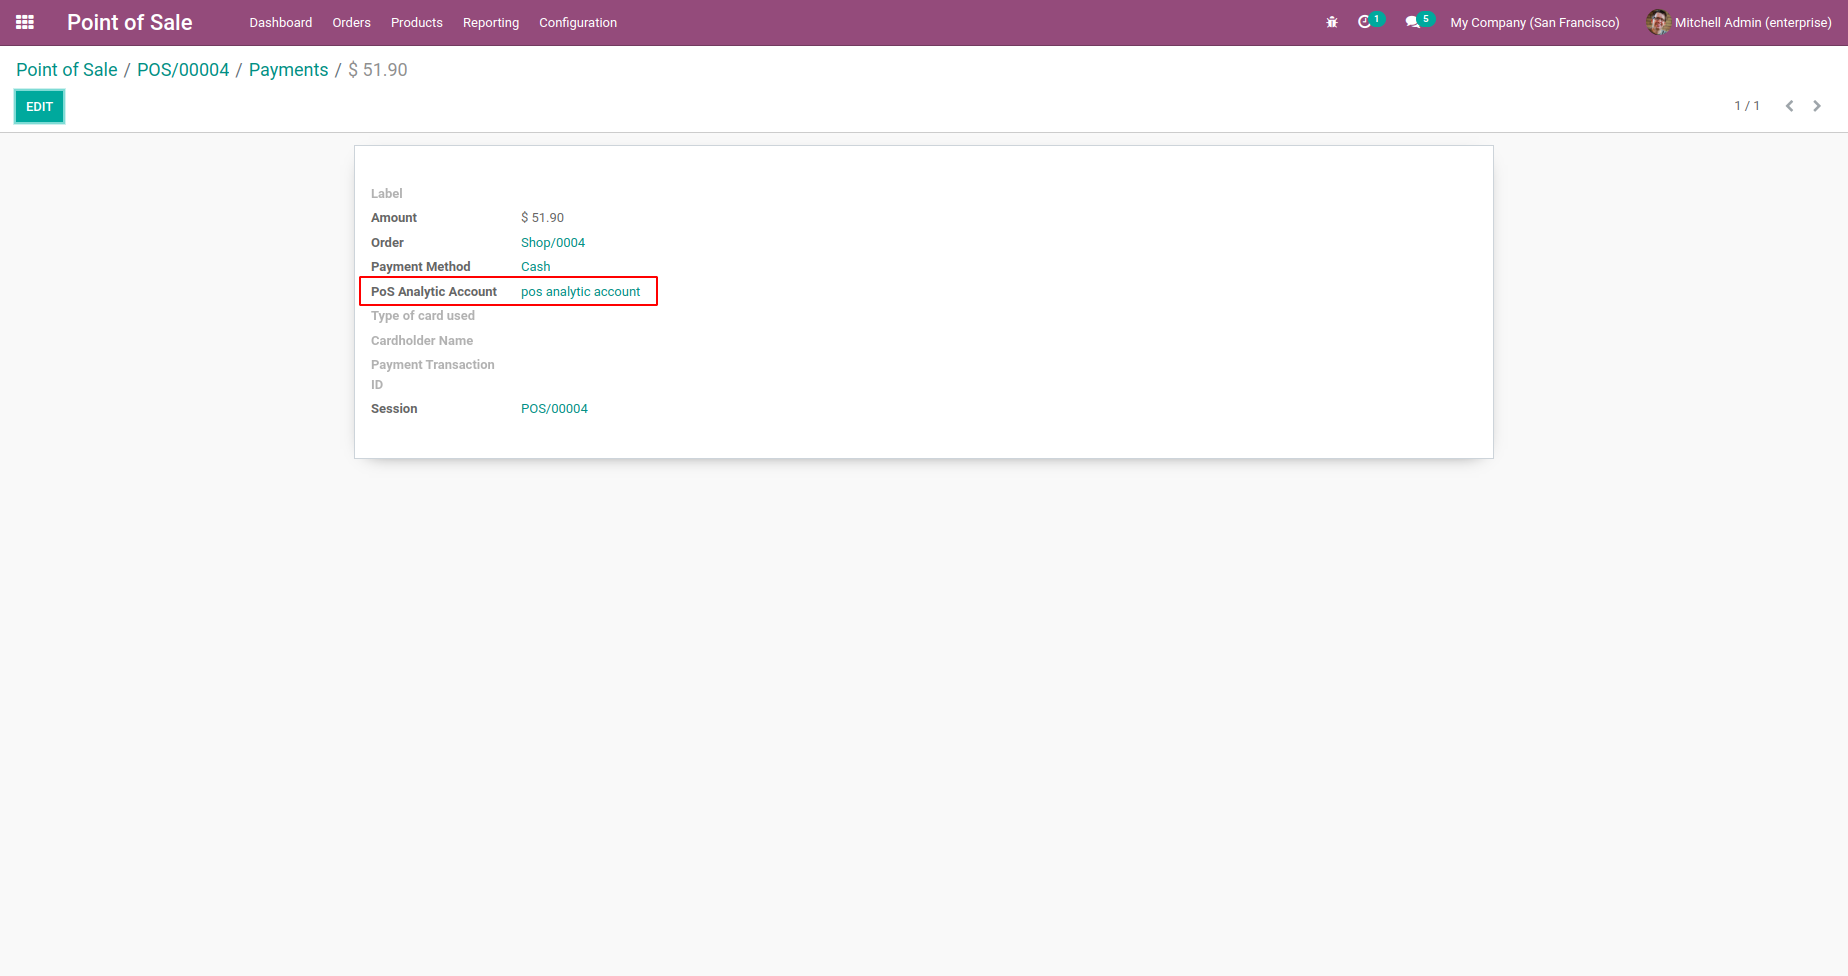 Point of Sale Dashboard Orders Products Reporting Configuration 1 5 My Company (San Francisco) Mitchell Admin (enterprise)
Point of Sale / POS/00004 / Payments / $ 51.90
EDIT 1 / 1
Label
Amount $ 51.90
Order Shop/0004
Payment Method Cash
PoS Analytic Account pos analytic account
Type of card used
Cardholder Name
Payment Transaction
ID
Session POS/00004